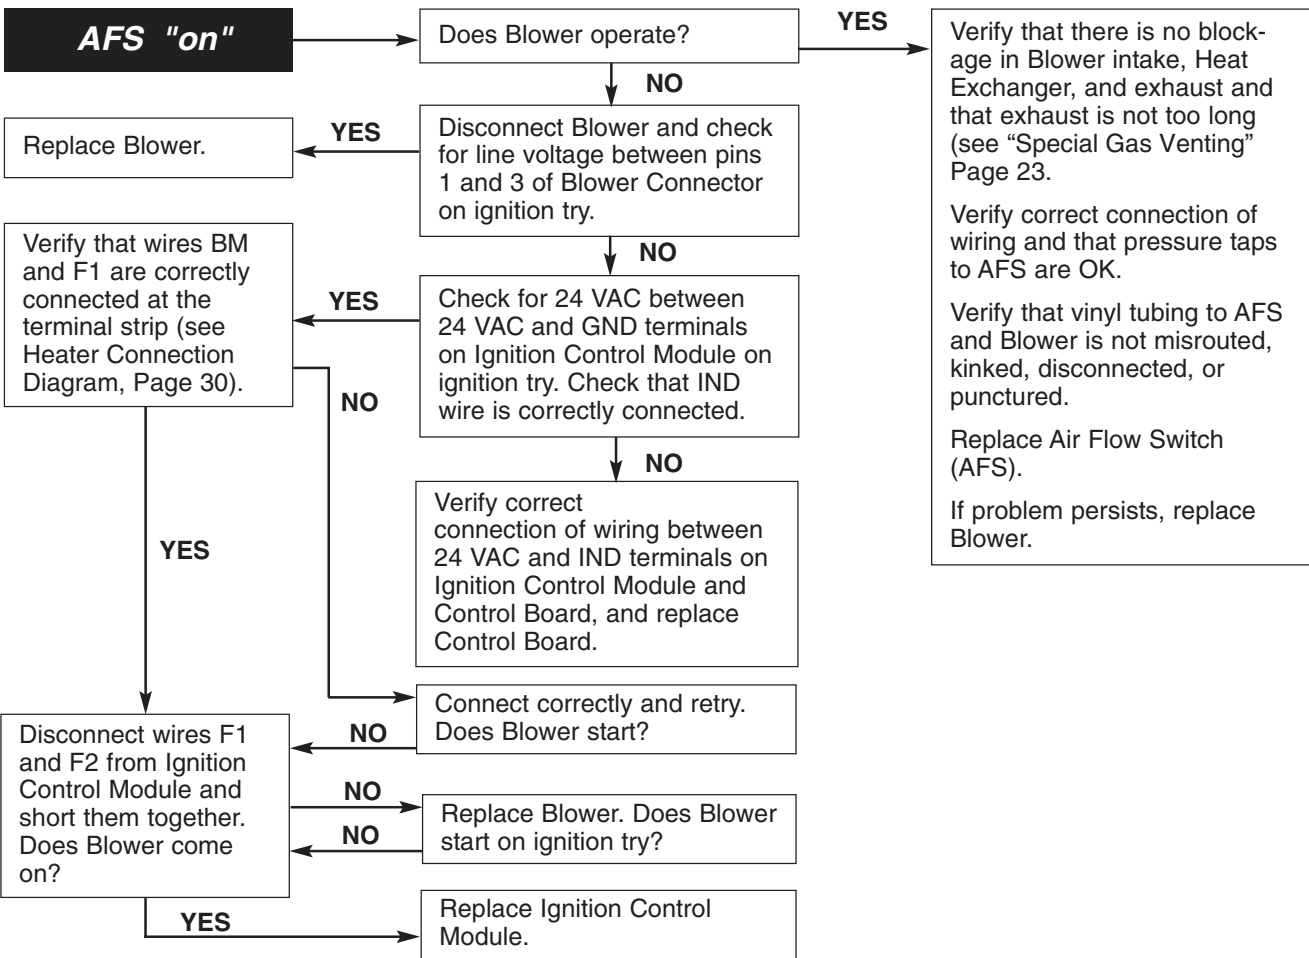 AFS "on"
Does Blower operate?
YES
NO
Verify that there is no block-
age in Blower intake, Heat
Exchanger, and exhaust and
that exhaust is not too long
(see “Special Gas Venting”
Page 23.
Verify correct connection of
wiring and that pressure taps
to AFS are OK.
Verify that vinyl tubing to AFS
and Blower is not misrouted,
kinked, disconnected, or
punctured.
Replace Air Flow Switch
(AFS).
If problem persists, replace
Blower.
Disconnect Blower and check
for line voltage between pins
1 and 3 of Blower Connector
on ignition try.
YES
Replace Blower.
NO
Check for 24 VAC between
24 VAC and GND terminals
on Ignition Control Module on
ignition try. Check that IND
wire is correctly connected.
YES
Verify that wires BM
and F1 are correctly
connected at the
terminal strip (see
Heater Connection
Diagram, Page 30).
NO
NO
Verify correct
connection of wiring between
24 VAC and IND terminals on
Ignition Control Module and
Control Board, and replace
Control Board.
YES
Connect correctly and retry.
Does Blower start?
NO
Disconnect wires F1
and F2 from Ignition
Control Module and
short them together.
Does Blower come
on?
NO
Replace Blower. Does Blower
start on ignition try?
NO
YES
Replace Ignition Control
Module.